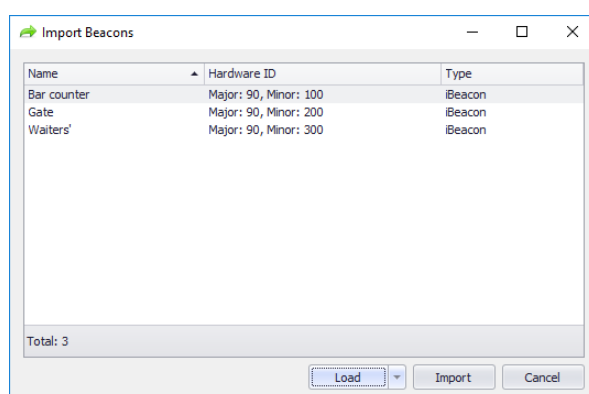 Import Beacons
Name Hardware ID Type
Bar counter Major: 90, Minor: 100 iBeacon
Gate Major: 90, Minor: 200 iBeacon
Waiters' Major: 90, Minor: 300 iBeacon
Total: 3
Load Import Cancel